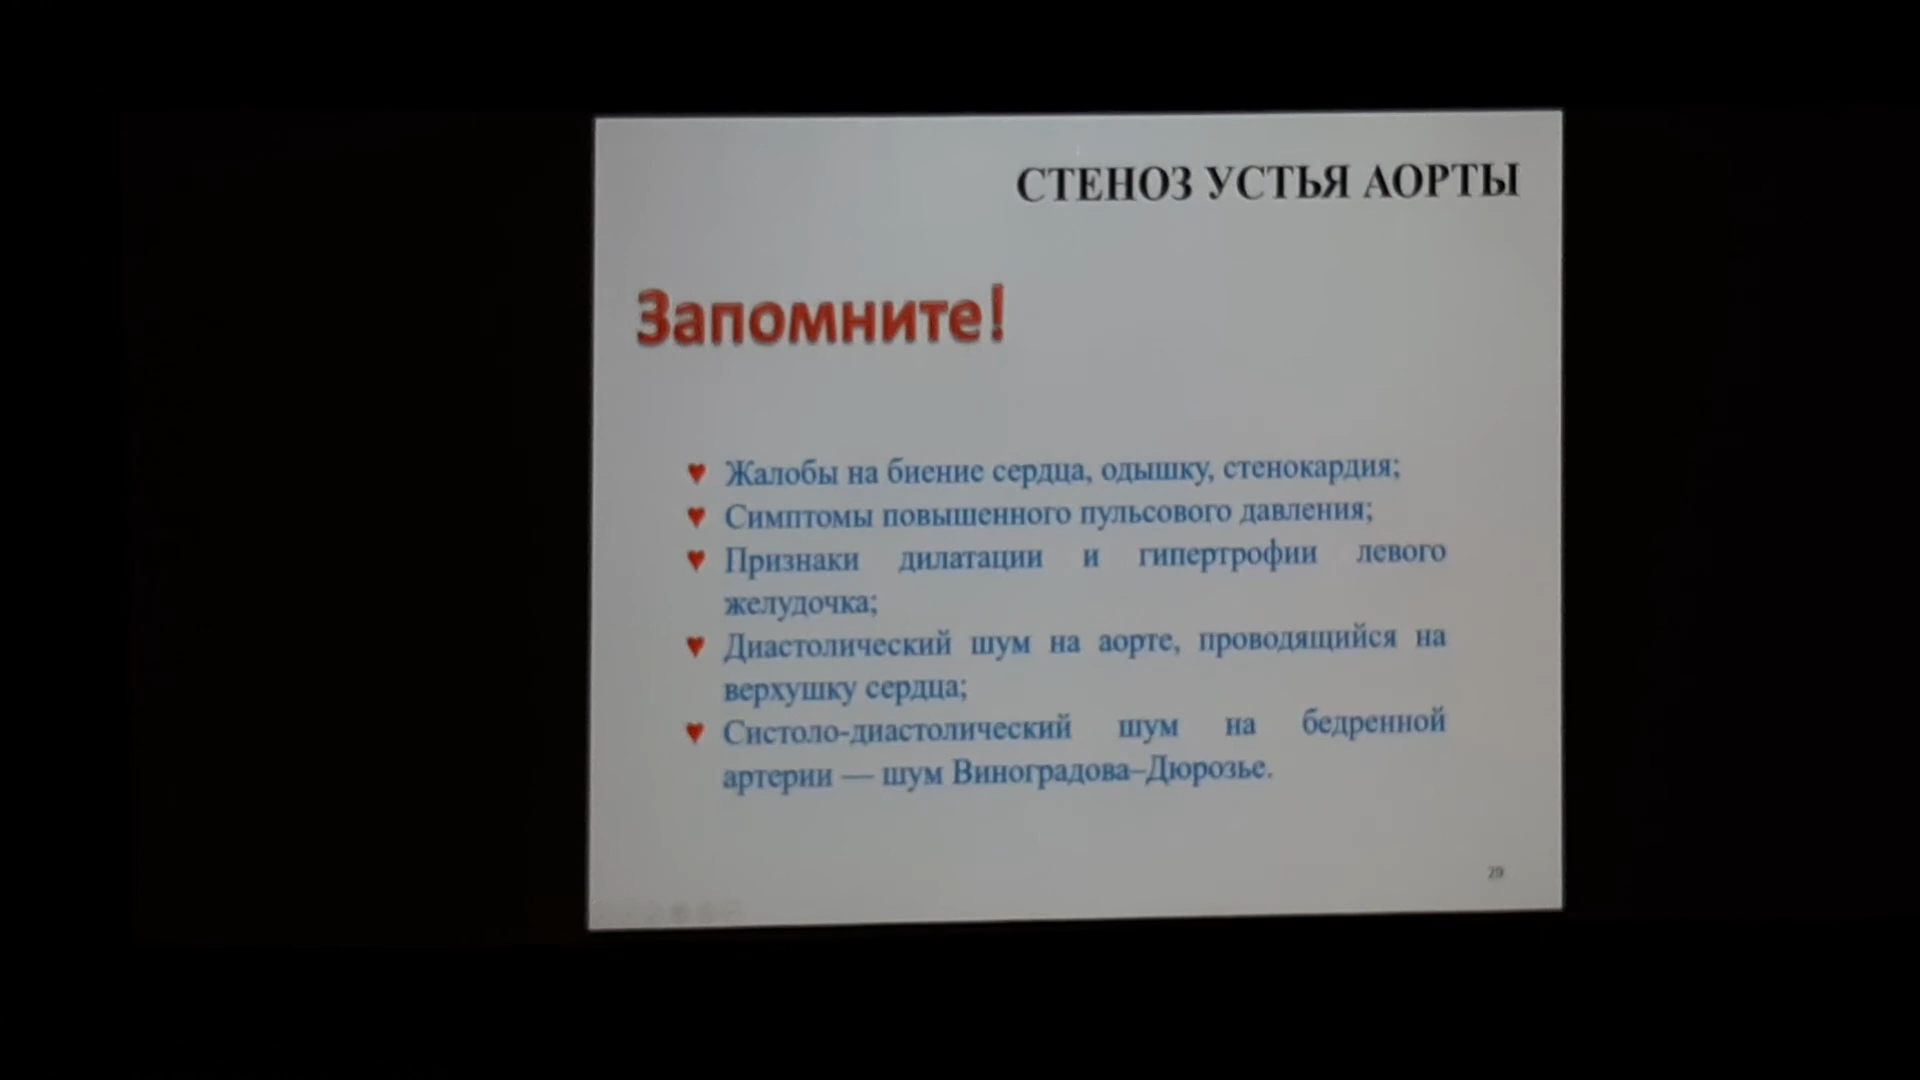 СТЕНОЗ УСТЬЯ АОРТЫ
Запомните!
Жалобы на биение сердца, одышку, стенокардия;
Симптомы повышенного пульсового давления;
Признаки дилатации и гипертрофии левого
желудочка;
Диастолический шум на аорте, проводящийся на
верхушку сердца;
Систоло-диастолический шум на бедренной
артерии — шум Виноградова–Дюрозье.
29